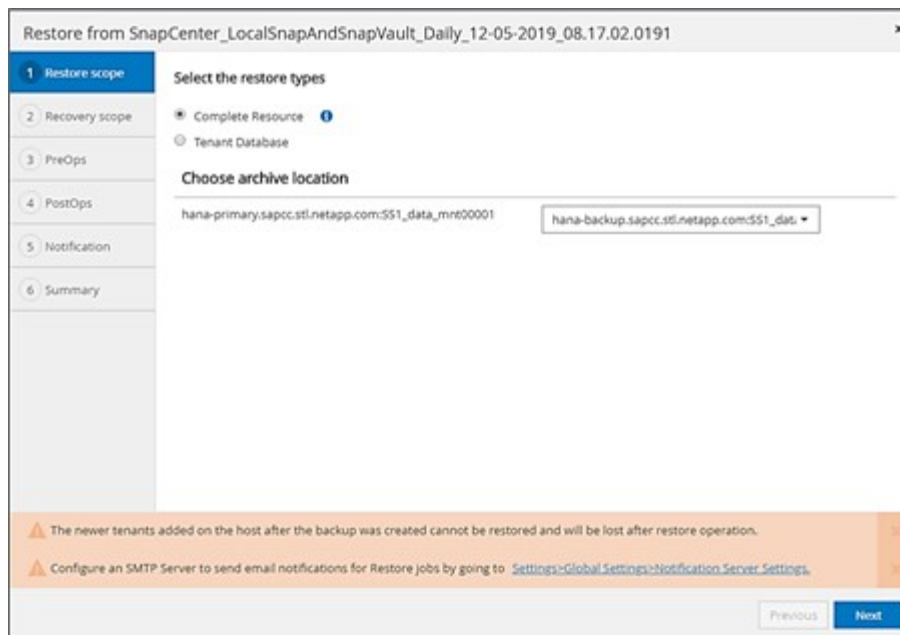 Restore from SnapCenter_LocalSnapAndSnapVault_Daily_12-05-2019_08.17.02.0191
1 Restore scope
2 Recovery scope
3 PreOps
4 PostOps
5 Notification
6 Summary
Select the restore types
Complete Resource
Tenant Database
Choose archive location
hana-primary.sapcc.stl.netapp.com:SS1_data_mnt00001
hana-backup.sapcc.stl.netapp.com:SS1_dat
The newer tenants added on the host after the backup was created cannot be restored and will be lost after restore operation.
Configure an SMTP Server to send email notifications for Restore jobs by going to Settings>Global Settings>Notification Server Settings.
Previous
Next